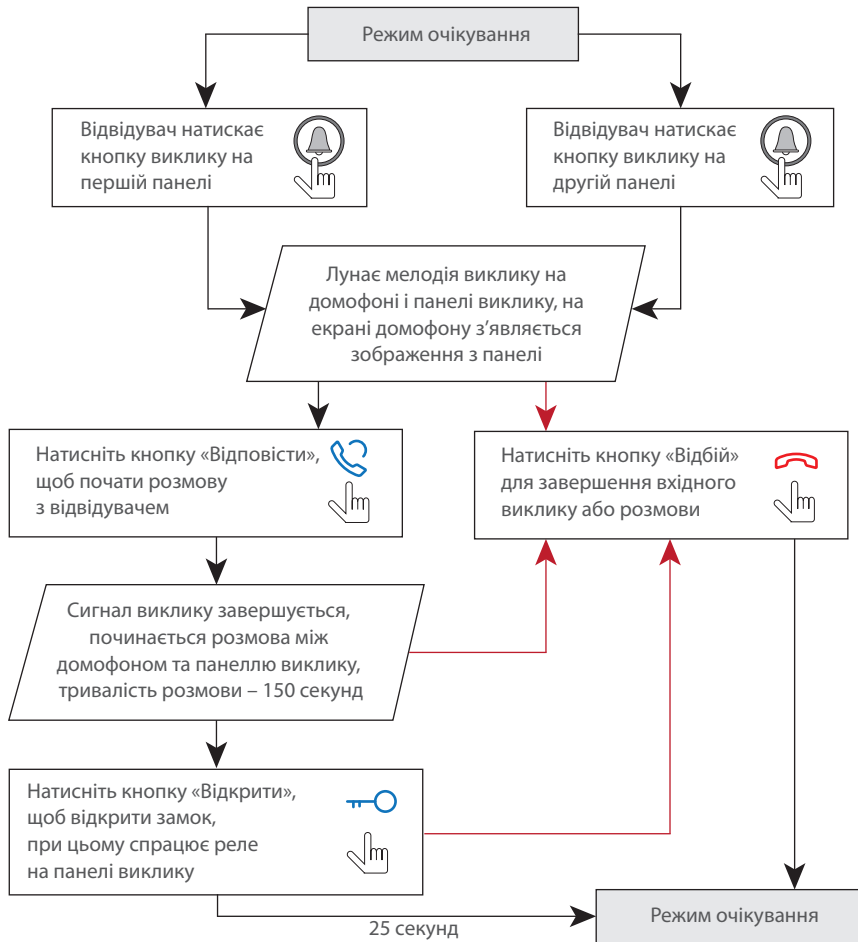 Режим очікування
Відвідувач натискає
кнопку виклику на
першій панелі
Відвідувач натискає
кнопку виклику на
другій панелі
Лунає мелодія виклику на
домофоні і панелі виклику, на
екрані домофону з’являється
зображення з панелі
Натисніть кнопку «Відповісти»,
щоб почати розмову
з відвідувачем
Натисніть кнопку «Відбій»
для завершення вхідного
виклику або розмови
Сигнал виклику завершується,
починається розмова між
домофоном та панеллю виклику,
тривалість розмови – 150 секунд
Натисніть кнопку «Відкрити»,
щоб відкрити замок,
при цьому спрацює реле
на панелі виклику
25 секунд
Режим очікування